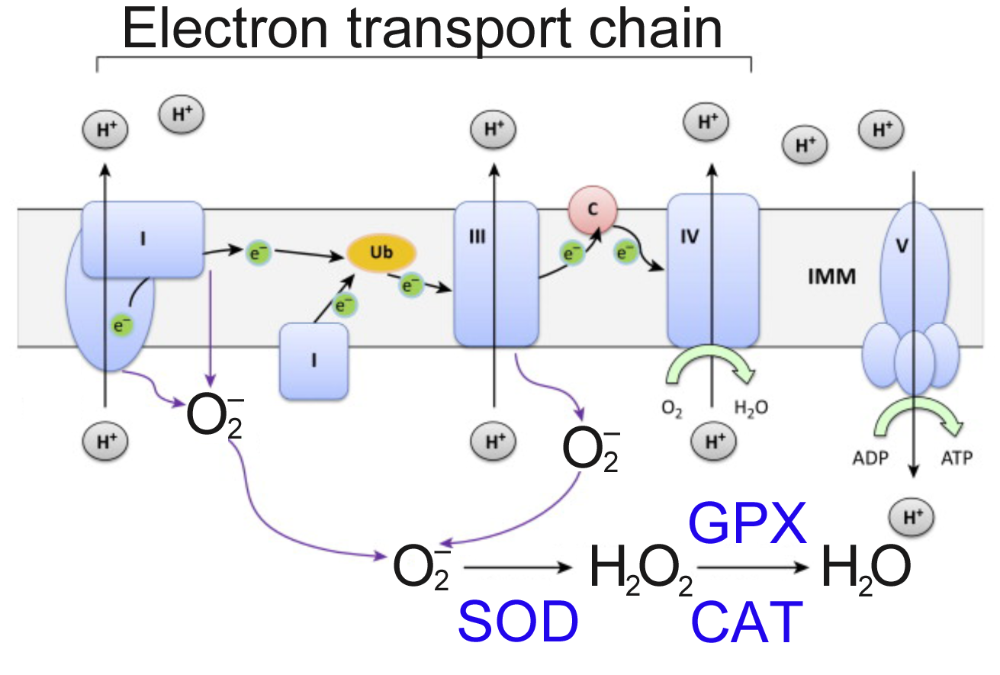 Electron transport chain
H⁺
H⁺
H⁺
H⁺
H⁺
H⁺
I
e⁻
Ub
III
C
IV
V
e⁻
e⁻
e⁻
e⁻
IMM
e⁻
I
O₂⁻
O₂
H₂O
H⁺
H⁺
O₂⁻
H⁺
ADP
ATP
GPX
H⁺
O₂⁻
H₂O₂
H₂O
SOD
CAT